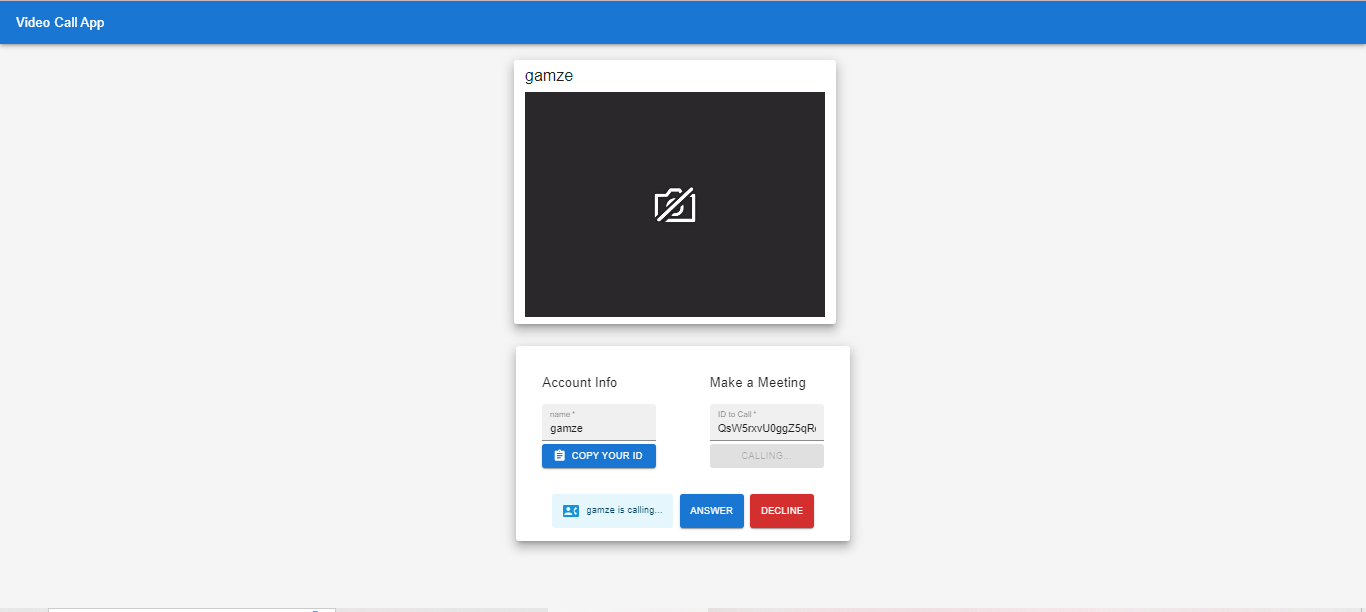 Video Call App
gamze
Account Info
name *
gamze
COPY YOUR ID
Make a Meeting
ID to Call *
QsW5rxvU0ggZ5qR
CALLING...
gamze is calling...
ANSWER
DECLINE